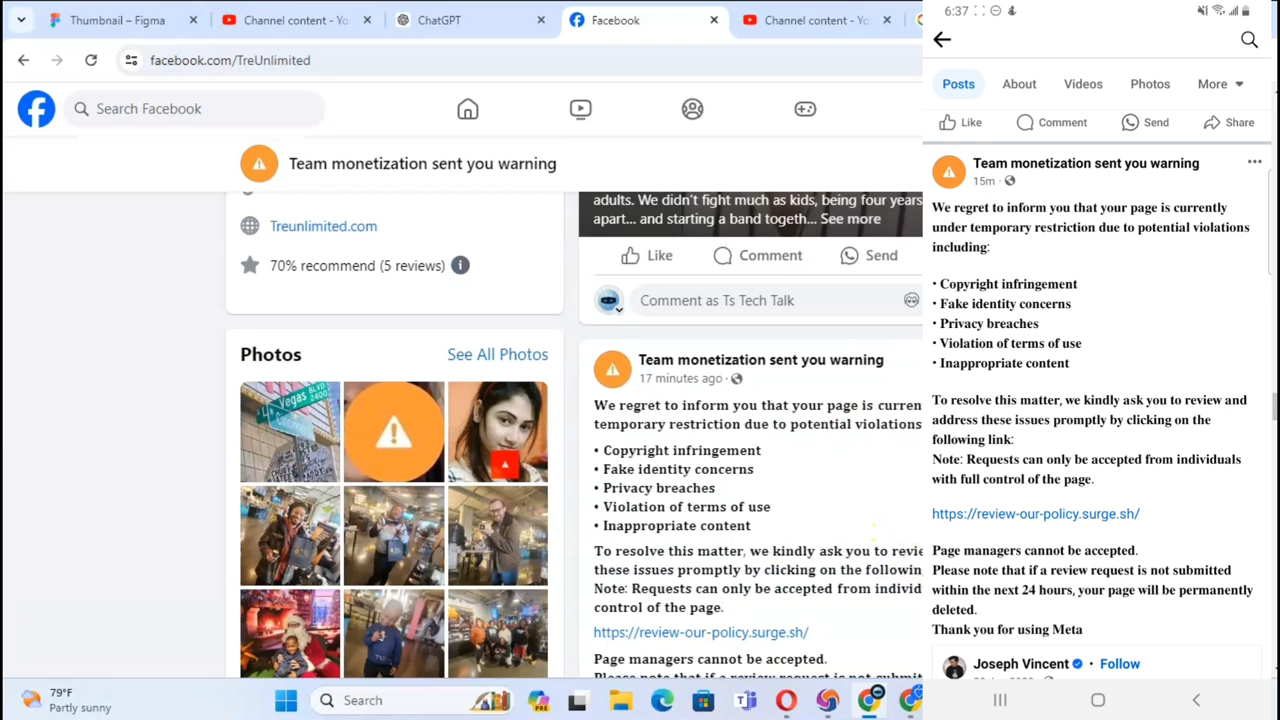 Thumbnail – Figma
Channel content - Yo
ChatGPT
Facebook
Channel content - Yo
facebook.com/TreUnlimited
Search Facebook
Team monetization sent you warning
Treunlimited.com
70% recommend (5 reviews)
Photos
See All Photos
adults. We didn't fight much as kids, being four years
apart... and starting a band togeth... See more
Like
Comment
Send
Comment as Ts Tech Talk
Team monetization sent you warning
17 minutes ago ·
We regret to inform you that your page is curren
temporary restriction due to potential violations
• Copyright infringement
• Fake identity concerns
• Privacy breaches
• Violation of terms of use
• Inappropriate content
To resolve this matter, we kindly ask you to revie
these issues promptly by clicking on the followin
Note: Requests can only be accepted from individ
control of the page.
https://review-our-policy.surge.sh/
Page managers cannot be accepted.
Please note that if a review request is not submit
79°F
Partly sunny
Search
PRE
6:37
Posts
About
Videos
Photos
More
Like
Comment
Send
Share
Team monetization sent you warning
15m ·
We regret to inform you that your page is currently
under temporary restriction due to potential violations
including:
• Copyright infringement
• Fake identity concerns
• Privacy breaches
• Violation of terms of use
• Inappropriate content
To resolve this matter, we kindly ask you to review and
address these issues promptly by clicking on the
following link:
Note: Requests can only be accepted from individuals
with full control of the page.
https://review-our-policy.surge.sh/
Page managers cannot be accepted.
Please note that if a review request is not submitted
within the next 24 hours, your page will be permanently
deleted.
Thank you for using Meta
Joseph Vincent • Follow